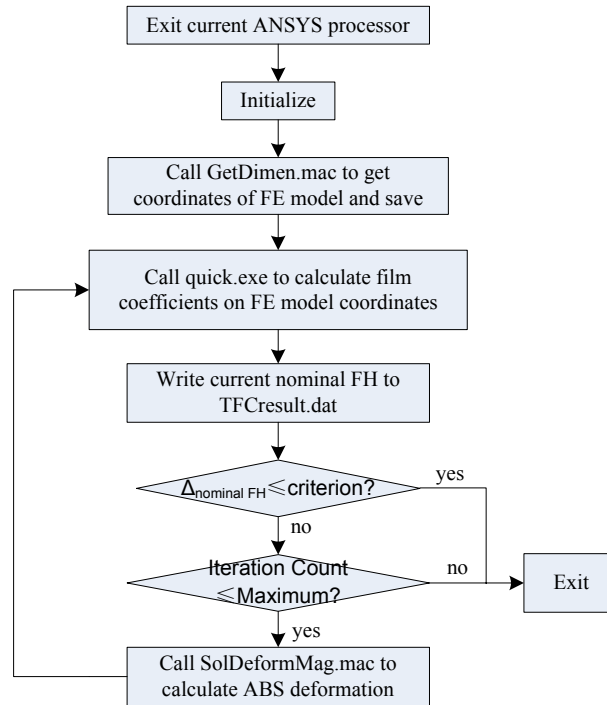 Exit current ANSYS processor
Initialize
Call GetDimen.mac to get
coordinates of FE model and save
Call quick.exe to calculate film
coefficients on FE model coordinates
Write current nominal FH to
TFCresult.dat
Δnominal FH ≤criterion?
yes
no
Iteration Count
≤Maximum?
no
Exit
yes
Call SolDeformMag.mac to
calculate ABS deformation